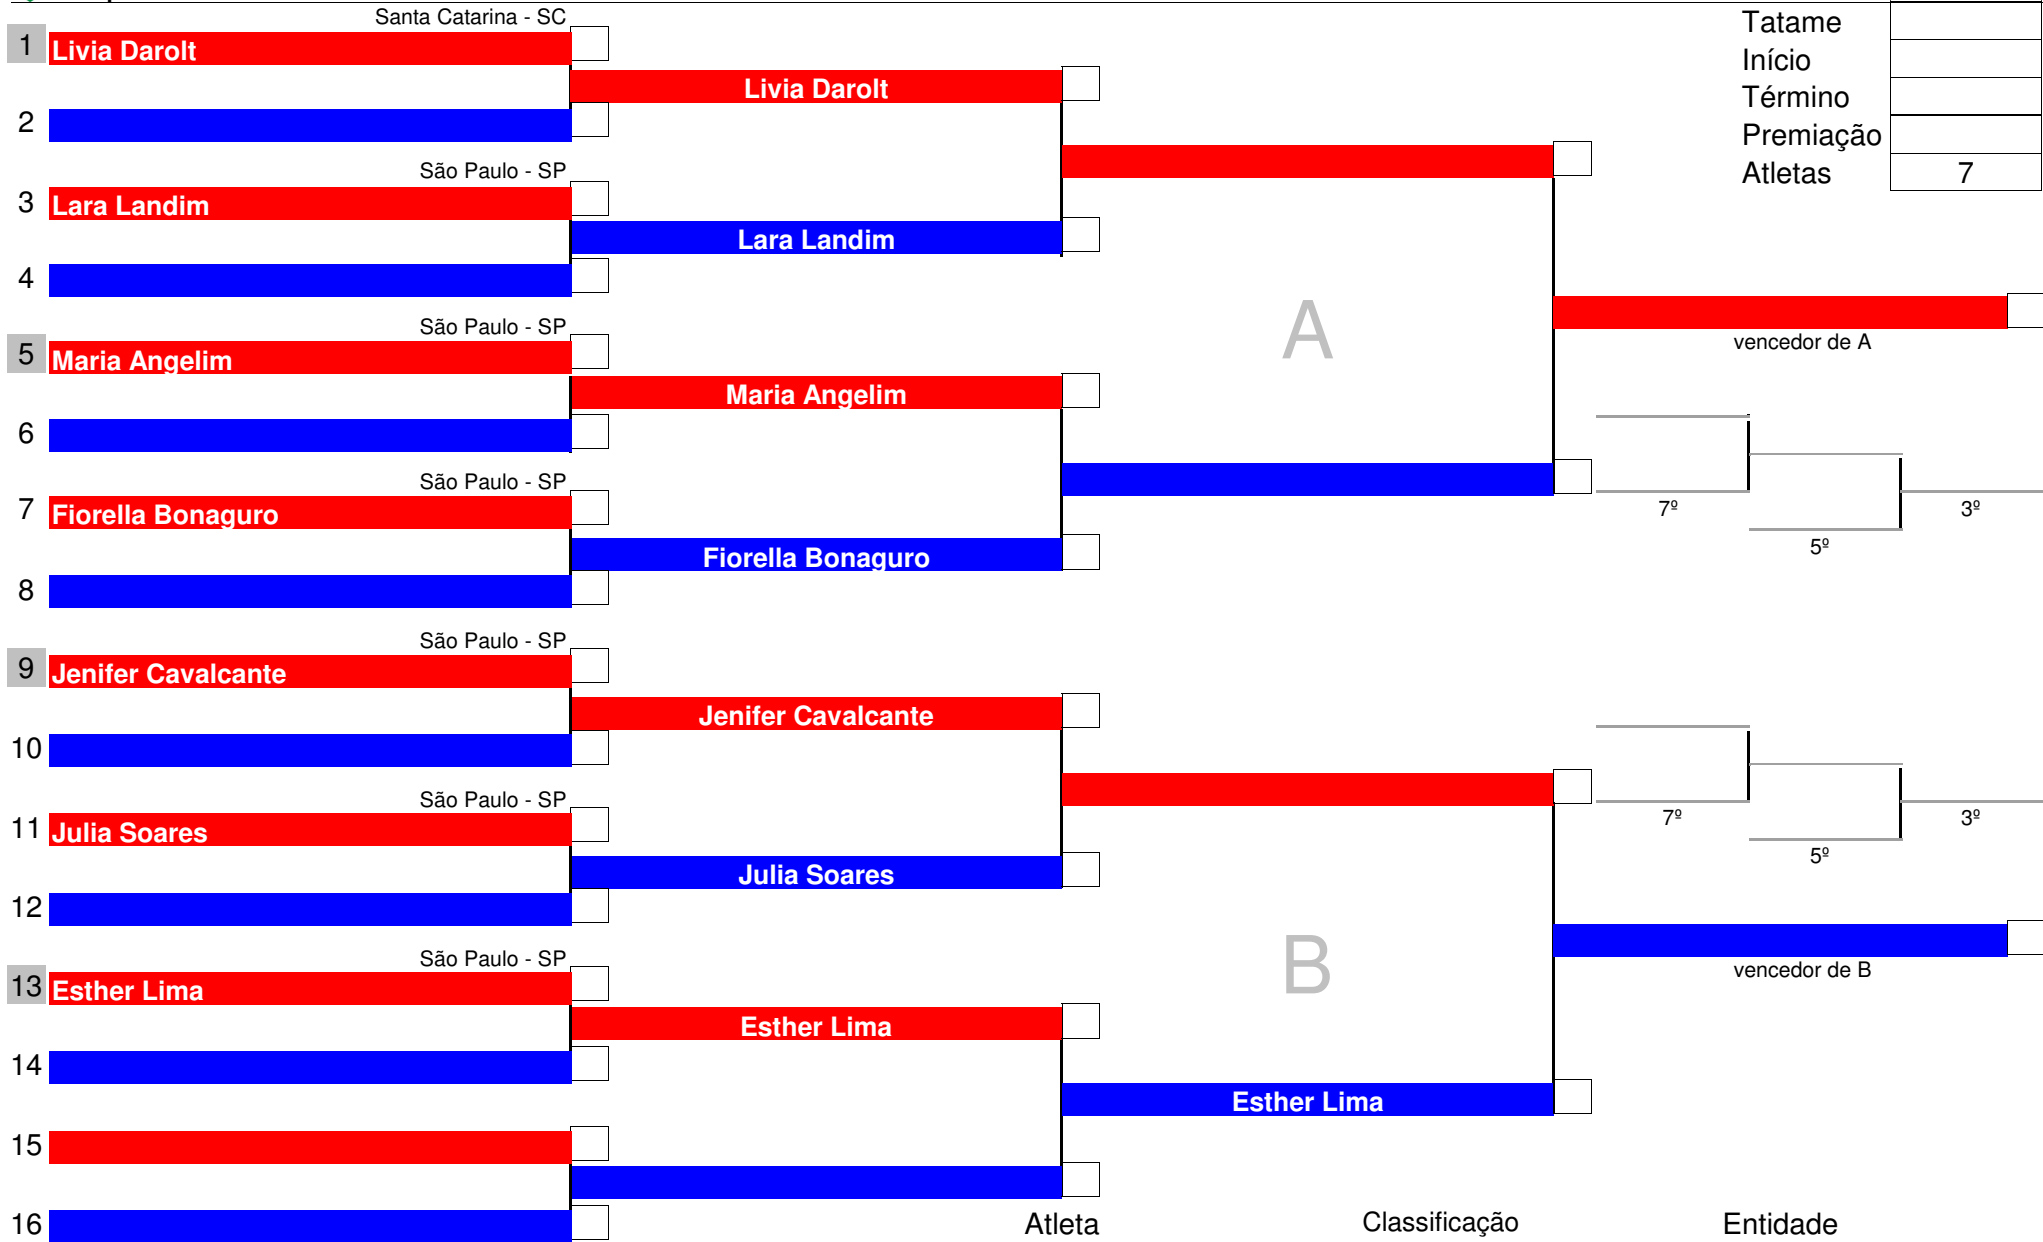 Santa Catarina - SC
1 Livia Darolt
Livia Darolt
2
São Paulo - SP
3 Lara Landim
Lara Landim
4
São Paulo - SP
5 Maria Angelim
Maria Angelim
6
São Paulo - SP
7 Fiorella Bonaguro
Fiorella Bonaguro
8
São Paulo - SP
9 Jenifer Cavalcante
Jenifer Cavalcante
10
São Paulo - SP
11 Julia Soares
Julia Soares
12
São Paulo - SP
13 Esther Lima
Esther Lima
14
Esther Lima
15
16
A
B
Tatame
Início
Término
Premiação
Atletas 7
vencedor de A
7º
3º
5º
7º
3º
5º
vencedor de B
Atleta Classificação Entidade